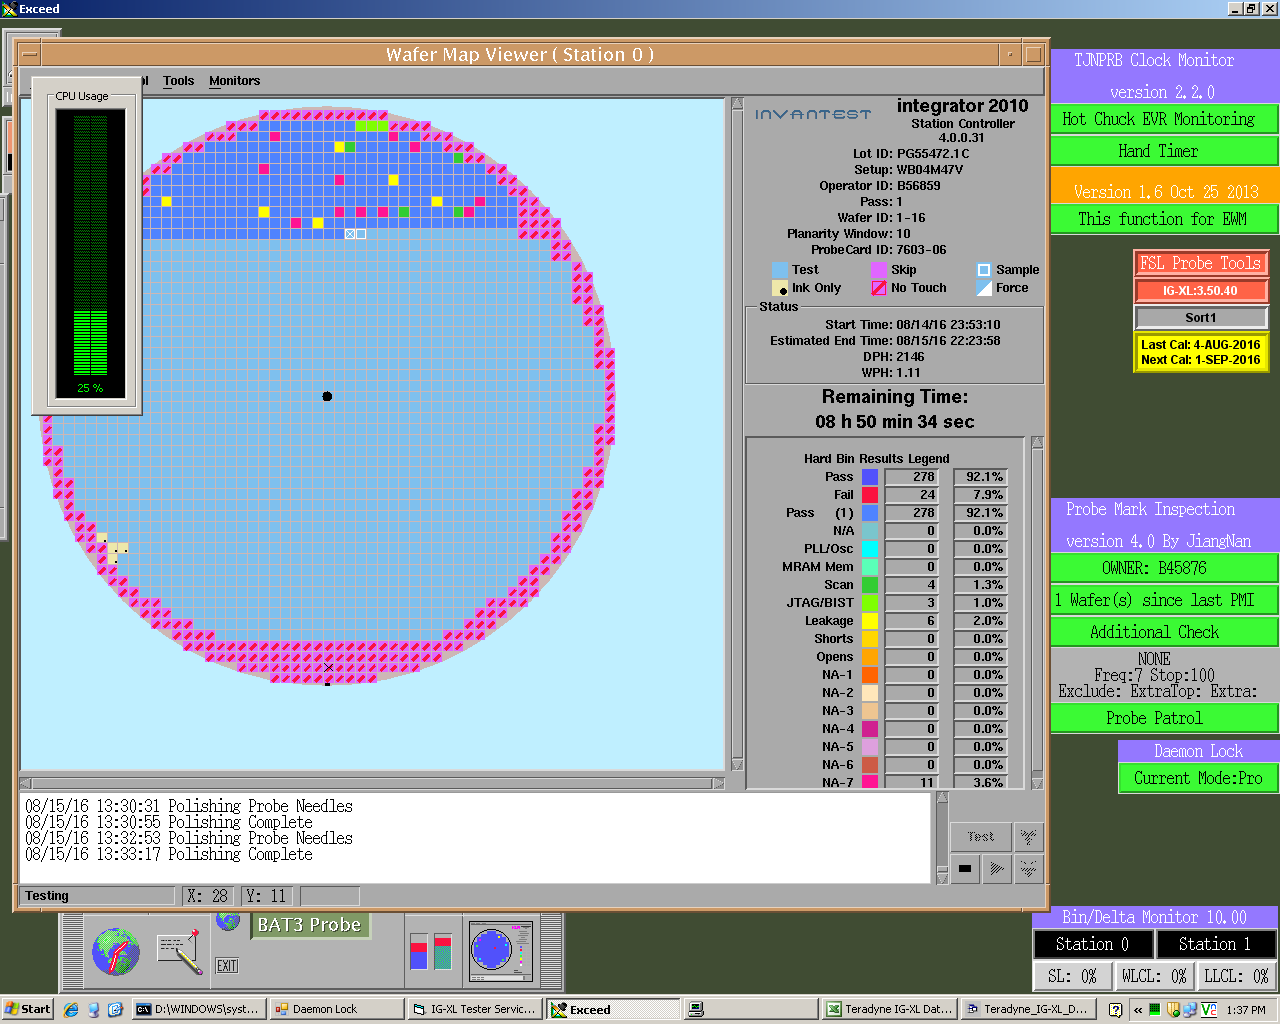 Exceed
Wafer Map Viewer ( Station 0 )
Tools Monitors
CPU Usage
25 %
INVANTEST
integrator 2010
Station Controller
4.0.0.31
Lot ID: PG55472.1C
Setup: WB04M47V
Operator ID: B56859
Pass: 1
Wafer ID: 1-16
Planarity Window: 10
ProbeCard ID: 7603-06
Test Skip Sample
Ink Only No Touch Force
Status
Start Time: 08/14/16 23:53:10
Estimated End Time: 08/15/16 22:23:58
DPH: 2146
WPH: 1.11
Remaining Time:
08 h 50 min 34 sec
Hard Bin Results Legend
Pass 278 92.1%
Fail 24 7.9%
Pass (1) 278 92.1%
N/A 0 0.0%
PLL/Osc 0 0.0%
MRAM Mem 0 0.0%
Scan 4 1.3%
JTAG/BIST 3 1.0%
Leakage 6 2.0%
Shorts 0 0.0%
Opens 0 0.0%
NA-1 0 0.0%
NA-2 0 0.0%
NA-3 0 0.0%
NA-4 0 0.0%
NA-5 0 0.0%
NA-6 0 0.0%
NA-7 11 3.6%
08/15/16 13:30:31 Polishing Probe Needles
08/15/16 13:30:55 Polishing Complete
08/15/16 13:32:53 Polishing Probe Needles
08/15/16 13:33:17 Polishing Complete
Test
Testing X: 28 Y: 11
TJNPRB Clock Monitor
version 2.2.0
Hot Chuck EVR Monitoring
Hand Timer
Version 1.6 Oct 25 2013
This function for EWM
FSL Probe Tools
IG-XL:3.50.40
Sort1
Last Cal: 4-AUG-2016
Next Cal: 1-SEP-2016
Probe Mark Inspection
version 4.0 By JiangNan
OWNER: B45876
1 Wafer(s) since last PMI
Additional Check
NONE
Freq:7 Stop:100
Exclude: ExtraTop: Extra:
Probe Patrol
Daemon Lock
Current Mode:Pro
Bin/Delta Monitor 10.00
Station 0 Station 1
SL: 0% WLCL: 0% LLCL: 0%
BAT3 Probe
EXIT
Start D:\WINDOWS\syst... Daemon Lock IG-XL Tester Servic... Exceed Teradyne IG-XL Dat... Teradyne_IG-XL_D... 1:37 PM